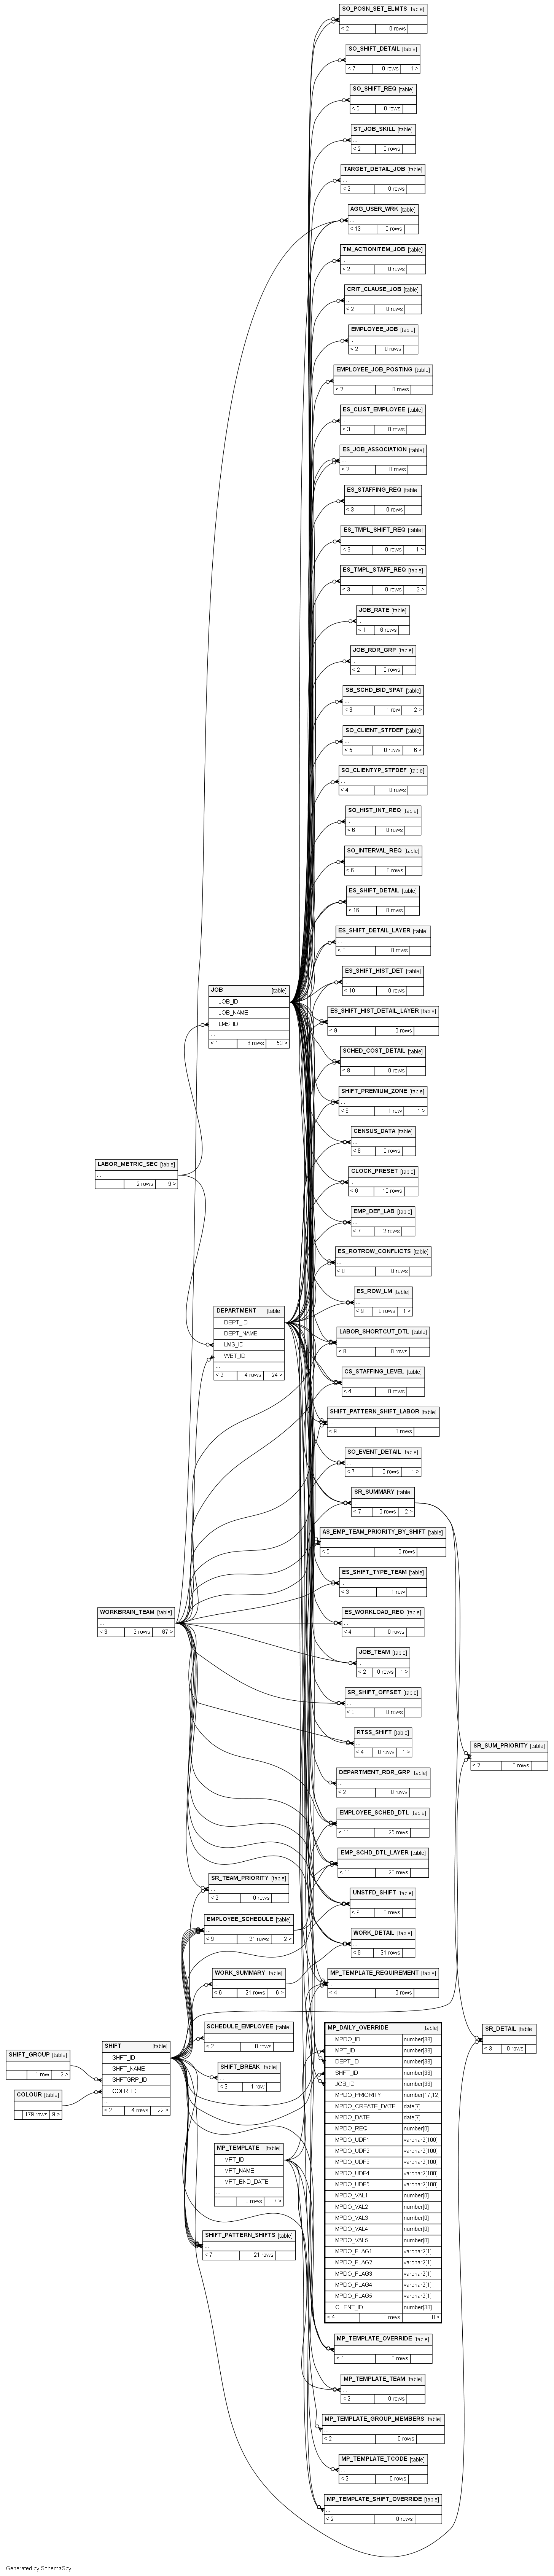 SO_POSN_SET_ELMTS [table]
...
< 2 0 rows
SO_SHIFT_DETAIL [table]
...
< 7 0 rows 1 >
SO_SHIFT_REQ [table]
...
< 5 0 rows
ST_JOB_SKILL [table]
...
< 2 0 rows
TARGET_DETAIL_JOB [table]
...
< 2 0 rows
AGG_USER_WRK [table]
...
< 13 0 rows
TM_ACTIONITEM_JOB [table]
...
< 2 0 rows
CRIT_CLAUSE_JOB [table]
...
< 2 0 rows
EMPLOYEE_JOB [table]
...
< 2 0 rows
EMPLOYEE_JOB_POSTING [table]
...
< 2 0 rows
ES_CLIST_EMPLOYEE [table]
...
< 3 0 rows
ES_JOB_ASSOCIATION [table]
...
< 2 0 rows
ES_STAFFING_REQ [table]
...
< 3 0 rows
ES_TMPL_SHIFT_REQ [table]
...
< 3 0 rows 1 >
ES_TMPL_STAFF_REQ [table]
...
< 3 0 rows 2 >
JOB_RATE [table]
...
< 1 6 rows
JOB_RDR_GRP [table]
...
< 2 0 rows
SB_SCHD_BID_SPAT [table]
...
< 3 1 row 2 >
SO_CLIENT_STFDEF [table]
...
< 5 0 rows 6 >
SO_CLIENTYP_STFDEF [table]
...
< 4 0 rows
SO_HIST_INT_REQ [table]
...
< 6 0 rows
SO_INTERVAL_REQ [table]
...
< 6 0 rows
ES_SHIFT_DETAIL [table]
...
< 16 0 rows
ES_SHIFT_DETAIL_LAYER [table]
...
< 8 0 rows
ES_SHIFT_HIST_DET [table]
...
< 10 0 rows
JOB [table]
JOB_ID
JOB_NAME
LMS_ID
...
< 1 6 rows 53 >
ES_SHIFT_HIST_DETAIL_LAYER [table]
...
< 9 0 rows
SCHED_COST_DETAIL [table]
...
< 8 0 rows
SHIFT_PREMIUM_ZONE [table]
...
< 6 1 row 1 >
CENSUS_DATA [table]
...
< 8 0 rows
LABOR_METRIC_SEC [table]
...
2 rows 9 >
CLOCK_PRESET [table]
...
< 6 10 rows
EMP_DEF_LAB [table]
...
< 7 2 rows
ES_ROTROW_CONFLICTS [table]
...
< 8 0 rows
ES_ROW_LM [table]
...
< 9 0 rows 1 >
DEPARTMENT [table]
DEPT_ID
DEPT_NAME
LMS_ID
WBT_ID
...
< 2 4 rows 24 >
LABOR_SHORTCUT_DTL [table]
...
< 8 0 rows
CS_STAFFING_LEVEL [table]
...
< 4 0 rows
SHIFT_PATTERN_SHIFT_LABOR [table]
...
< 9 0 rows
SO_EVENT_DETAIL [table]
...
< 7 0 rows 1 >
SR_SUMMARY [table]
...
< 7 0 rows 2 >
AS_EMP_TEAM_PRIORITY_BY_SHIFT [table]
...
< 5 0 rows
ES_SHIFT_TYPE_TEAM [table]
...
< 3 1 row
WORKBRAIN_TEAM [table]
...
< 3 3 rows 67 >
ES_WORKLOAD_REQ [table]
...
< 4 0 rows
JOB_TEAM [table]
...
< 2 0 rows 1 >
SR_SHIFT_OFFSET [table]
...
< 3 0 rows
RTSS_SHIFT [table]
...
< 4 0 rows 1 >
SR_SUM_PRIORITY [table]
...
< 2 0 rows
DEPARTMENT_RDR_GRP [table]
...
< 2 0 rows
EMPLOYEE_SCHED_DTL [table]
...
< 11 25 rows
EMP_SCHD_DTL_LAYER [table]
...
< 11 20 rows
SR_TEAM_PRIORITY [table]
...
< 2 0 rows
UNSTFD_SHIFT [table]
...
< 9 0 rows
EMPLOYEE_SCHEDULE [table]
...
< 9 21 rows 2 >
WORK_DETAIL [table]
...
< 9 31 rows
WORK_SUMMARY [table]
...
< 6 21 rows 6 >
MP_TEMPLATE_REQUIREMENT [table]
...
< 4 0 rows
SCHEDULE_EMPLOYEE [table]
...
< 2 0 rows
SR_DETAIL [table]
...
< 3 0 rows
SHIFT [table]
SHFT_ID
SHFT_NAME
SHFTGRP_ID
COLR_ID
...
< 2 4 rows 22 >
SHIFT_GROUP [table]
...
1 row 2 >
COLOUR [table]
...
179 rows 9 >
SHIFT_BREAK [table]
...
< 3 1 row
MP_TEMPLATE [table]
MPT_ID
MPT_NAME
MPT_END_DATE
...
0 rows 7 >
SHIFT_PATTERN_SHIFTS [table]
...
< 7 21 rows
MP_DAILY_OVERRIDE [table]
MPDO_ID number[38]
MPT_ID number[38]
DEPT_ID number[38]
SHFT_ID number[38]
JOB_ID number[38]
MPDO_PRIORITY number[17,12]
MPDO_CREATE_DATE date[7]
MPDO_DATE date[7]
MPDO_REQ number[0]
MPDO_UDF1 varchar2[100]
MPDO_UDF2 varchar2[100]
MPDO_UDF3 varchar2[100]
MPDO_UDF4 varchar2[100]
MPDO_UDF5 varchar2[100]
MPDO_VAL1 number[0]
MPDO_VAL2 number[0]
MPDO_VAL3 number[0]
MPDO_VAL4 number[0]
MPDO_VAL5 number[0]
MPDO_FLAG1 varchar2[1]
MPDO_FLAG2 varchar2[1]
MPDO_FLAG3 varchar2[1]
MPDO_FLAG4 varchar2[1]
MPDO_FLAG5 varchar2[1]
CLIENT_ID number[38]
< 4 0 rows 0 >
MP_TEMPLATE_OVERRIDE [table]
...
< 4 0 rows
MP_TEMPLATE_TEAM [table]
...
< 2 0 rows
MP_TEMPLATE_GROUP_MEMBERS [table]
...
< 2 0 rows
MP_TEMPLATE_TCODE [table]
...
< 2 0 rows
MP_TEMPLATE_SHIFT_OVERRIDE [table]
...
< 2 0 rows
Generated by SchemaSpy